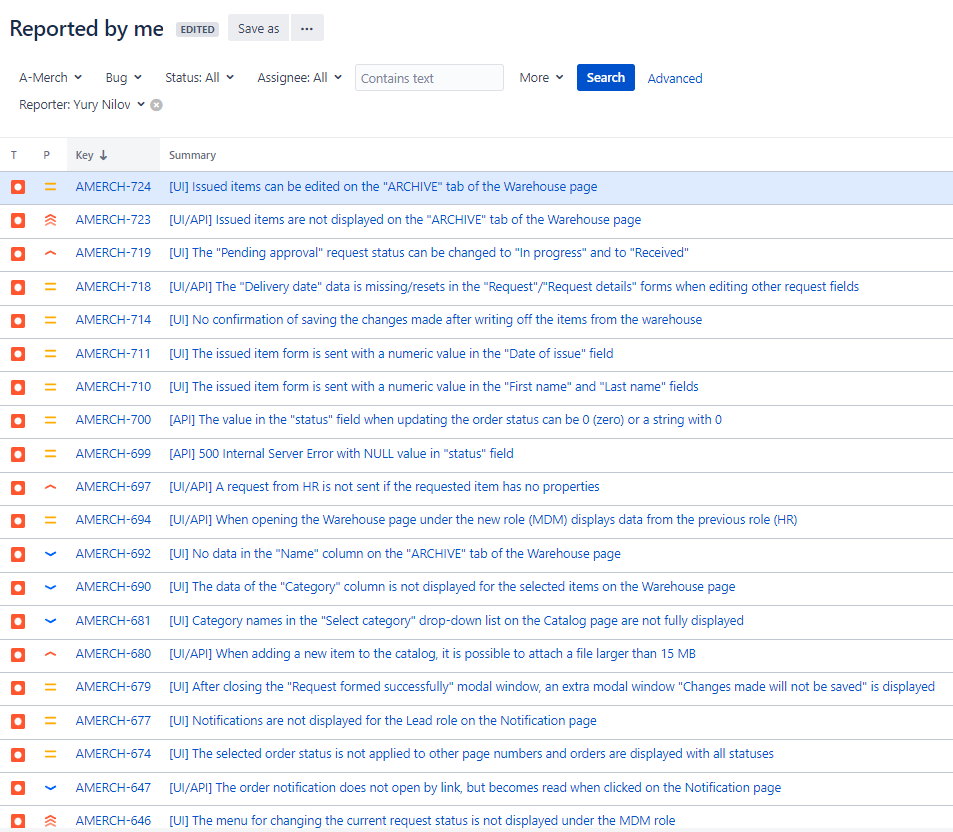 Reported by me EDITED Save as ...
A-Merch Bug Status: All Assignee: All Contains text More Search Advanced
Reporter: Yury Nilov
T P Key Summary
AMERCH-724 [UI] Issued items can be edited on the "ARCHIVE" tab of the Warehouse page
AMERCH-723 [UI/API] Issued items are not displayed on the "ARCHIVE" tab of the Warehouse page
AMERCH-719 [UI] The "Pending approval" request status can be changed to "In progress" and to "Received"
AMERCH-718 [UI/API] The "Delivery date" data is missing/resets in the "Request"/"Request details" forms when editing other request fields
AMERCH-714 [UI] No confirmation of saving the changes made after writing off the items from the warehouse
AMERCH-711 [UI] The issued item form is sent with a numeric value in the "Date of issue" field
AMERCH-710 [UI] The issued item form is sent with a numeric value in the "First name" and "Last name" fields
AMERCH-700 [API] The value in the "status" field when updating the order status can be 0 (zero) or a string with 0
AMERCH-699 [API] 500 Internal Server Error with NULL value in "status" field
AMERCH-697 [UI/API] A request from HR is not sent if the requested item has no properties
AMERCH-694 [UI/API] When opening the Warehouse page under the new role (MDM) displays data from the previous role (HR)
AMERCH-692 [UI] No data in the "Name" column on the "ARCHIVE" tab of the Warehouse page
AMERCH-690 [UI] The data of the "Category" column is not displayed for the selected items on the Warehouse page
AMERCH-681 [UI] Category names in the "Select category" drop-down list on the Catalog page are not fully displayed
AMERCH-680 [UI/API] When adding a new item to the catalog, it is possible to attach a file larger than 15 MB
AMERCH-679 [UI] After closing the "Request formed successfully" modal window, an extra modal window "Changes made will not be saved" is displayed
AMERCH-677 [UI] Notifications are not displayed for the Lead role on the Notification page
AMERCH-674 [UI] The selected order status is not applied to other page numbers and orders are displayed with all statuses
AMERCH-647 [UI/API] The order notification does not open by link, but becomes read when clicked on the Notification page
AMERCH-646 [UI] The menu for changing the current request status is not displayed under the MDM role